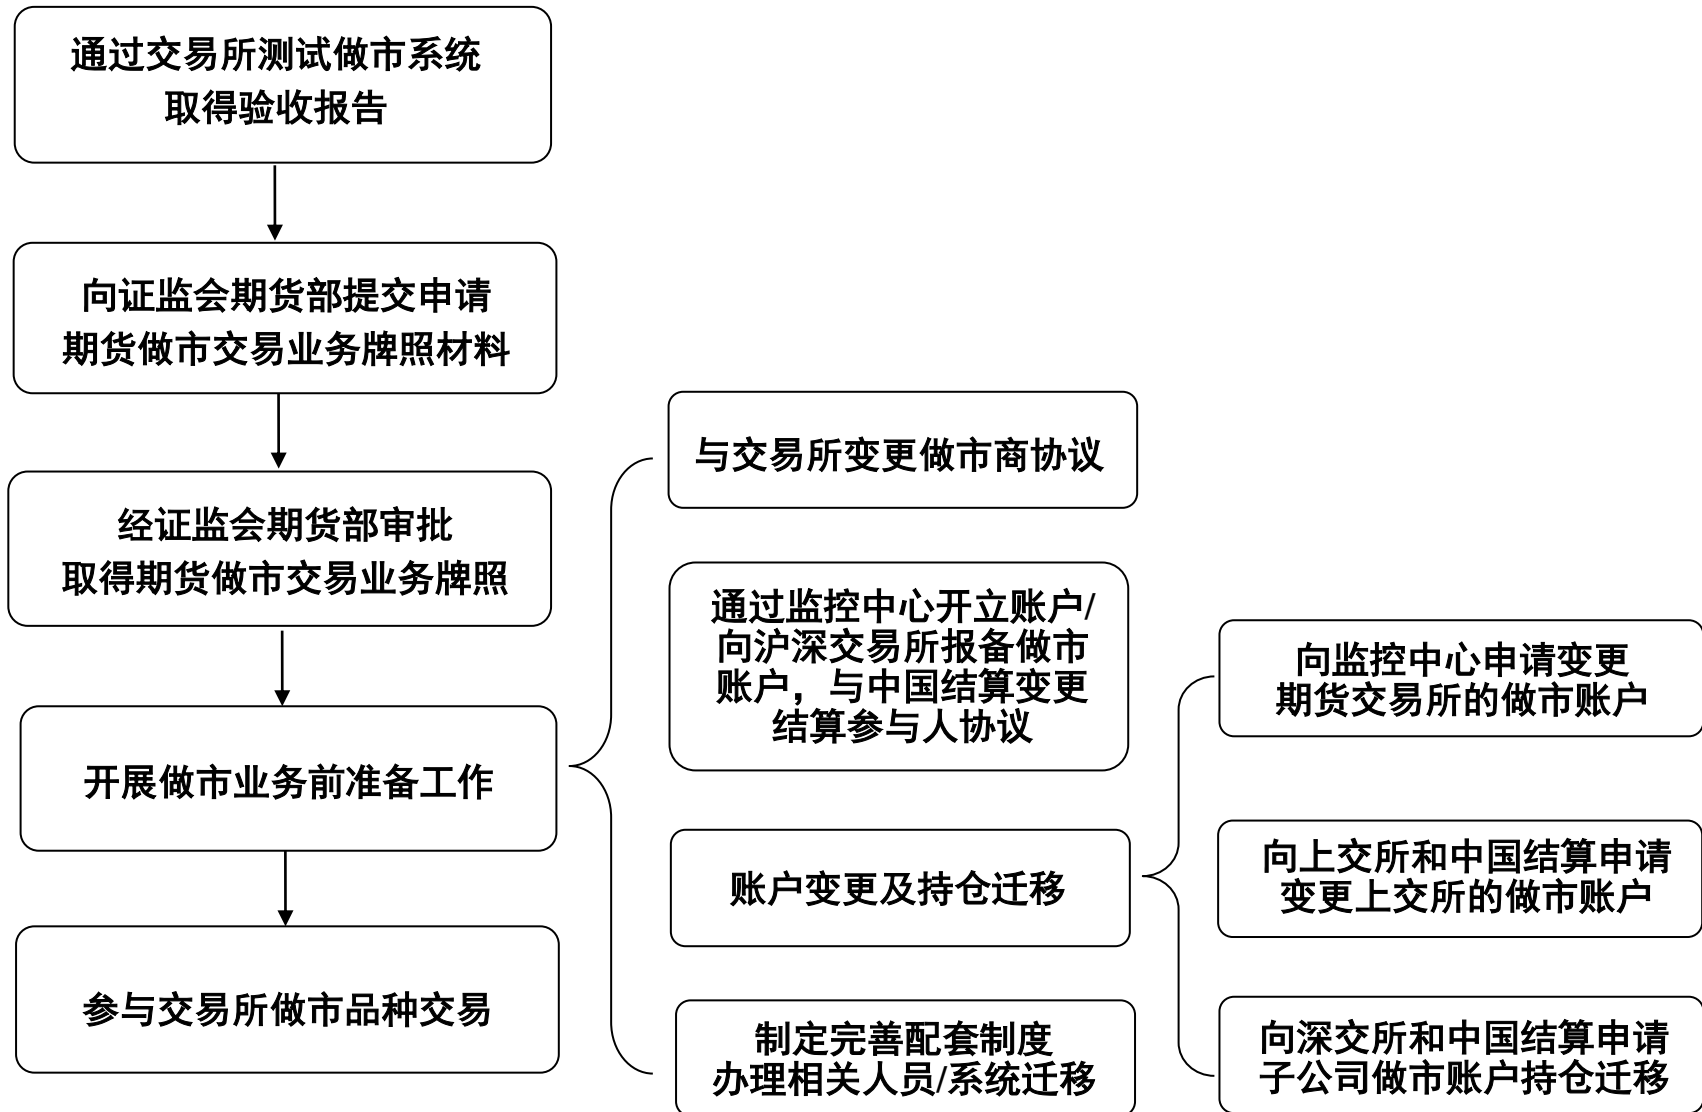 通过交易所测试做市系统
取得验收报告
向证监会期货部提交申请
期货做市交易业务牌照材料
经证监会期货部审批
取得期货做市交易业务牌照
开展做市业务前准备工作
参与交易所做市品种交易
与交易所变更做市商协议
通过监控中心开立账户/
向沪深交易所报备做市
账户，与中国结算变更
结算参与人协议
账户变更及持仓迁移
制定完善配套制度
办理相关人员/系统迁移
向监控中心申请变更
期货交易所的做市账户
向上交所和中国结算申请
变更上交所的做市账户
向深交所和中国结算申请
子公司做市账户持仓迁移